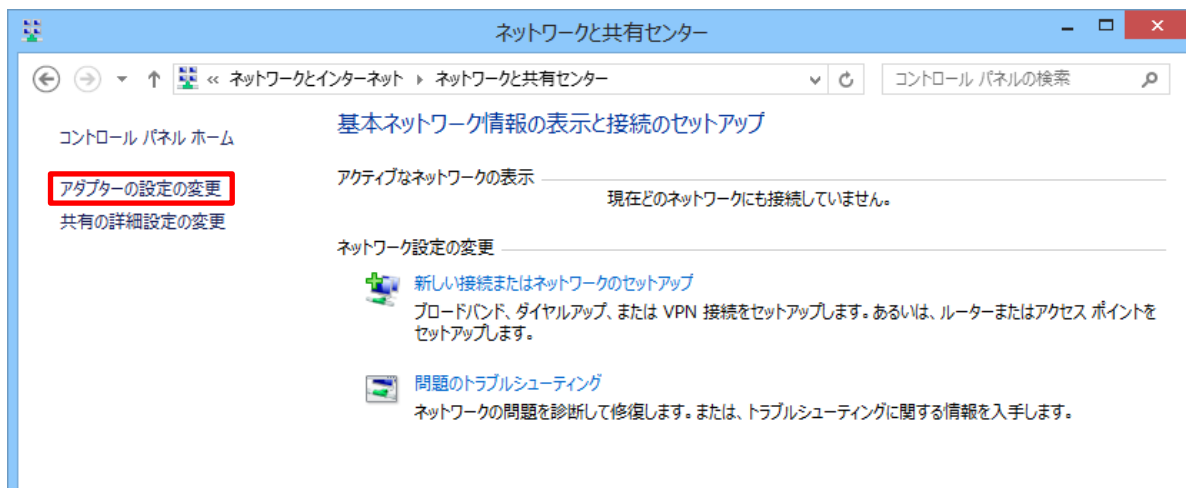 ネットワークと共有センター
« ネットワークとインターネット ▸ ネットワークと共有センター
コントロール パネルの検索
コントロール パネル ホーム
アダプターの設定の変更
共有の詳細設定の変更
基本ネットワーク情報の表示と接続のセットアップ
アクティブなネットワークの表示
現在どのネットワークにも接続していません。
ネットワーク設定の変更
新しい接続またはネットワークのセットアップ
ブロードバンド、ダイヤルアップ、または VPN 接続をセットアップします。あるいは、ルーターまたはアクセス ポイントを
セットアップします。
問題のトラブルシューティング
ネットワークの問題を診断して修復します。または、トラブルシューティングに関する情報を入手します。